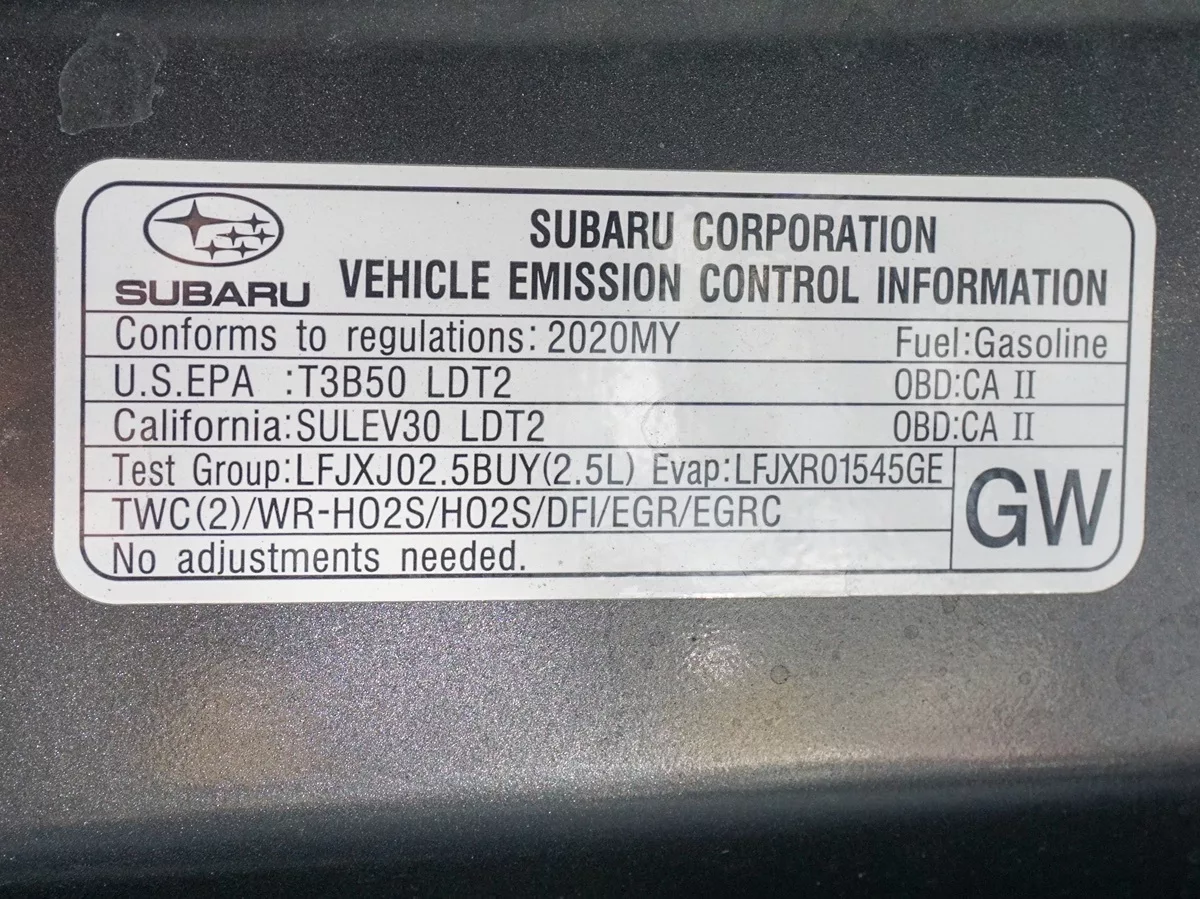 SUBARU CORPORATION
SUBARU VEHICLE EMISSION CONTROL INFORMATION
Conforms to regulations: 2020MY Fuel:Gasoline
U.S.EPA :T3B50 LDT2 OBD:CA II
California:SULEV30 LDT2 OBD:CA II
Test Group:LFJXJ02.5BUY(2.5L) Evap:LFJXR01545GE
TWC(2)/WR-HO2S/HO2S/DFI/EGR/EGRC
GW
No adjustments needed.